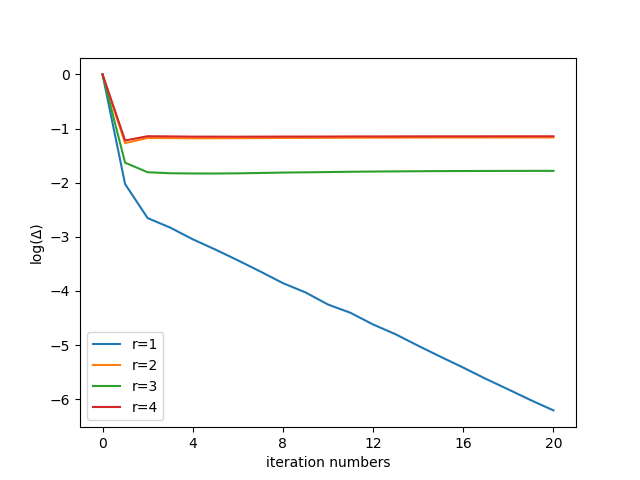 log(Δ)
0
−1
−2
−3
−4
−5
−6
r=1
r=2
r=3
r=4
0 4 8 12 16 20
iteration numbers